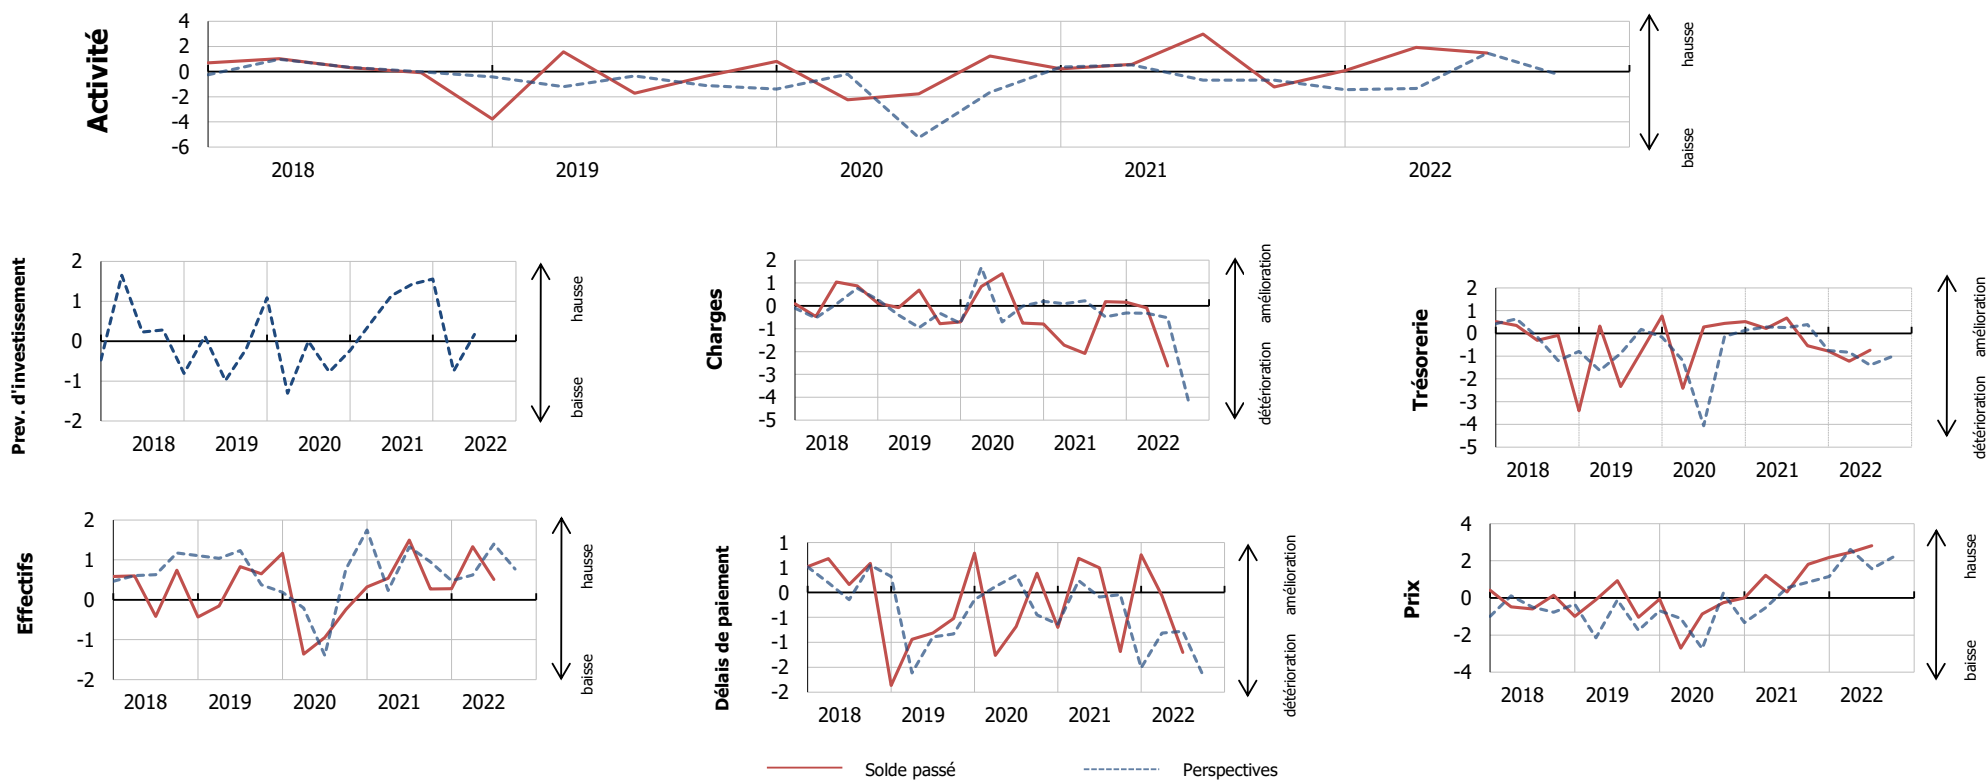 Activité
4
2
0
-2
-4
-6
2018 2019 2020 2021 2022
hausse
baisse
Prev. d'investissement
2
1
0
-1
-2
2018 2019 2020 2021 2022
hausse
baisse
Charges
2
1
0
-1
-2
-3
-4
-5
2018 2019 2020 2021 2022
amélioration
détérioration
Trésorerie
2
1
0
-1
-2
-3
-4
-5
2018 2019 2020 2021 2022
amélioration
détérioration
Effectifs
2
1
0
-1
-2
2018 2019 2020 2021 2022
hausse
baisse
Délais de paiement
1
1
0
-1
-1
-2
-2
2018 2019 2020 2021 2022
amélioration
détérioration
Prix
4
2
0
-2
-4
2018 2019 2020 2021 2022
hausse
baisse
Solde passé Perspectives